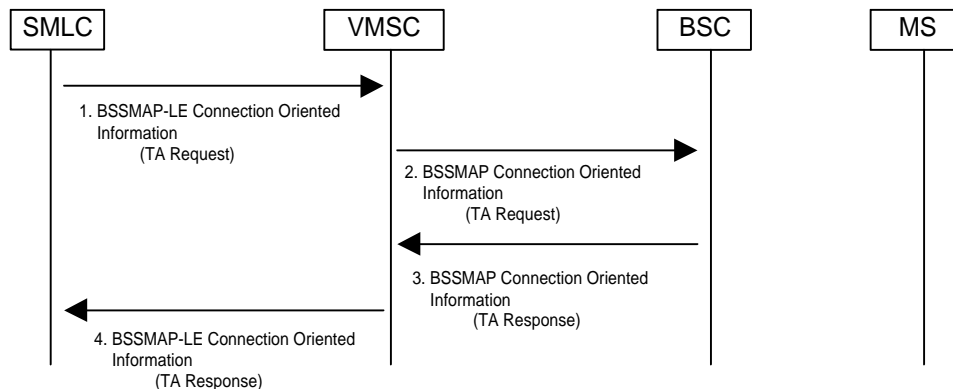 SMLC
VMSC
BSC
MS
1. BSSMAP-LE Connection Oriented
Information
(TA Request)
2. BSSMAP Connection Oriented
Information
(TA Request)
3. BSSMAP Connection Oriented
Information
(TA Response)
4. BSSMAP-LE Connection Oriented
Information
(TA Response)